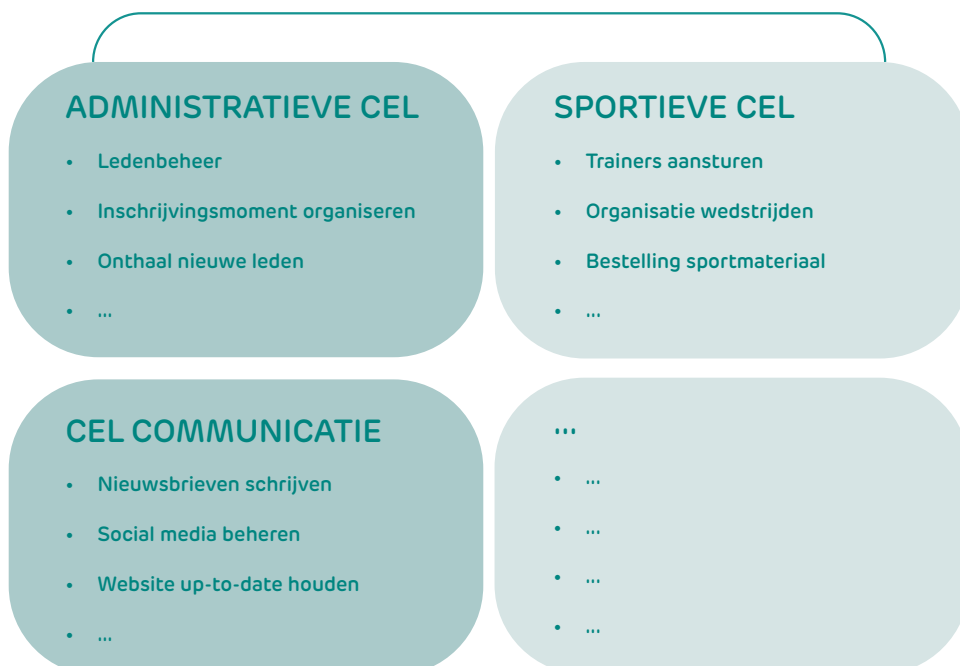 ADMINISTRATIEVE CEL
• Ledenbeheer
• Inschrijvingsmoment organiseren
• Onthaal nieuwe leden
• ...
SPORTIEVE CEL
• Trainers aansturen
• Organisatie wedstrijden
• Bestelling sportmateriaal
• ...
CEL COMMUNICATIE
• Nieuwsbrieven schrijven
• Social media beheren
• Website up-to-date houden
• ...
...
• ...
• ...
• ...
• ...